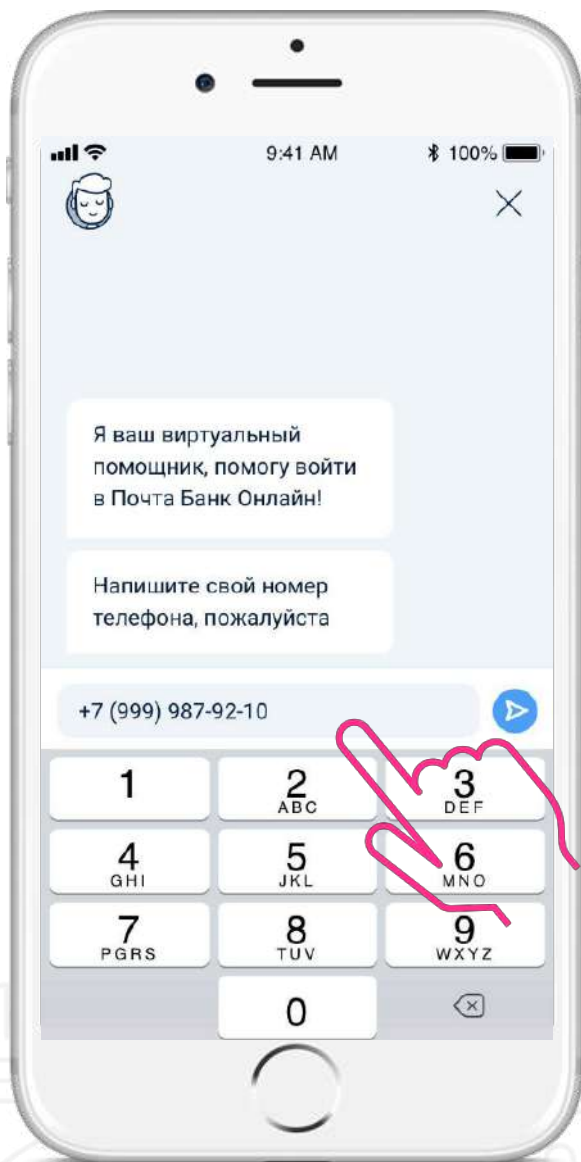 9:41 AM 100%
Я ваш виртуальный
помощник, помогу войти
в Почта Банк Онлайн!
Напишите свой номер
телефона, пожалуйста
+7 (999) 987-92-10
1 2 3
ABC DEF
4 5 6
GHI JKL MNO
7 8 9
PGRS TUV WXYZ
0